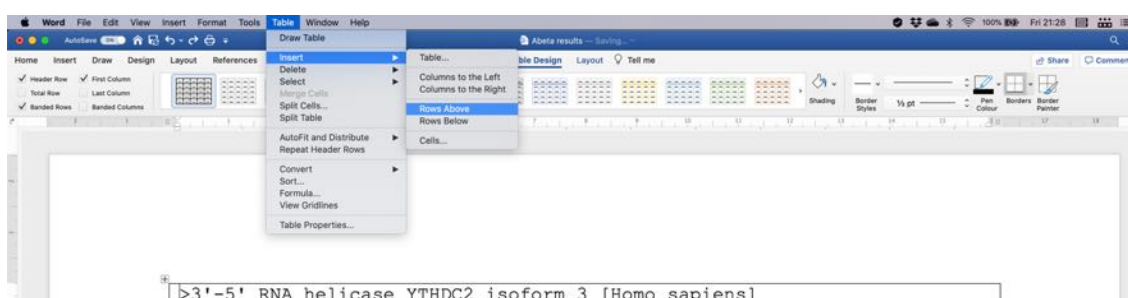 Word File Edit View Insert Format Tools Table Window Help 100% Fri 21:28
AutoSave Abeta results — Saving...
Home Insert Draw Design Layout References ble Design Layout Tell me Share Commen
Header Row First Column
Total Row Last Column
Banded Rows Banded Columns
Shading Border Styles ½ pt Pen Colour Borders Border Painter
Draw Table
Insert
Delete
Select
Merge Cells
Split Cells...
Split Table
AutoFit and Distribute
Repeat Header Rows
Convert
Sort...
Formula...
View Gridlines
Table Properties...
Table...
Columns to the Left
Columns to the Right
Rows Above
Rows Below
Cells...
>3'-5' RNA helicase YTHDC2 isoform 3 [Homo sapiens]